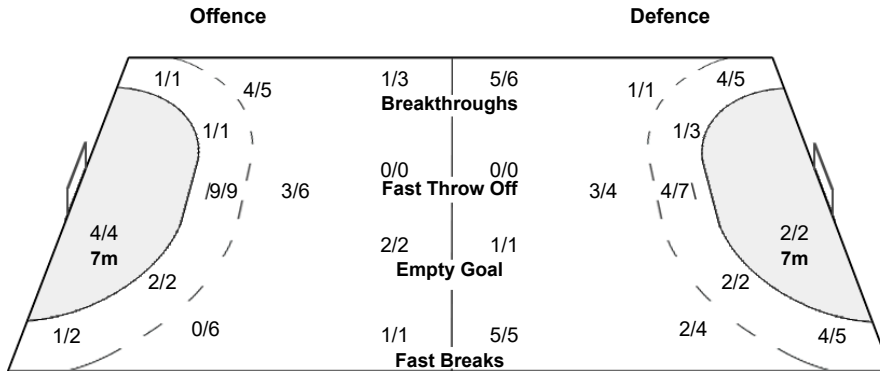 Offence Defence
1/1 4/5 1/3 5/6 1/1 4/5
Breakthroughs
1/1 1/3
0/0 0/0
9/9 3/6 Fast Throw Off 3/4 4/7
4/4 2/2 1/1 2/2
7m Empty Goal 7m
2/2 2/2
1/2 0/6 1/1 5/5 2/4 4/5
Fast Breaks